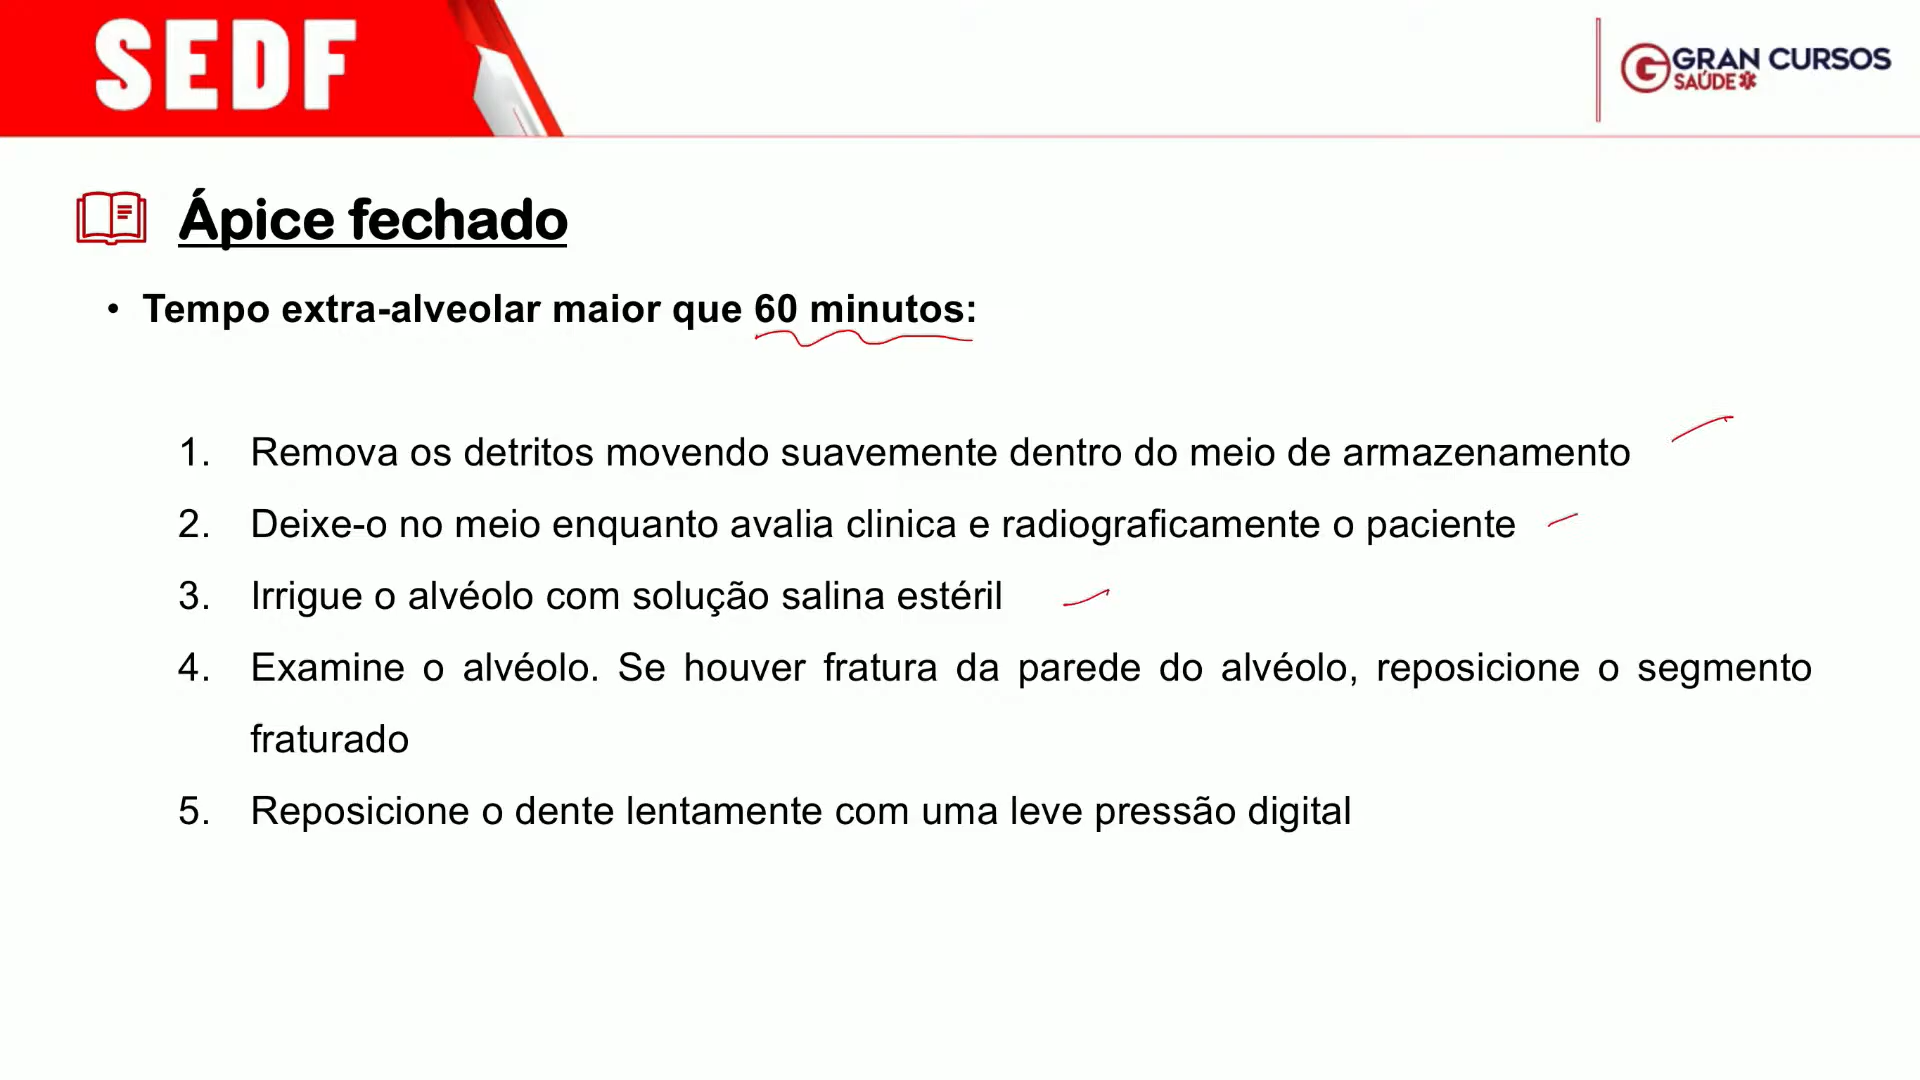 SEDF
GRAN CURSOS
SAÚDE
Ápice fechado
• Tempo extra-alveolar maior que 60 minutos:
1. Remova os detritos movendo suavemente dentro do meio de armazenamento
2. Deixe-o no meio enquanto avalia clinica e radiograficamente o paciente
3. Irrigue o alvéolo com solução salina estéril
4. Examine o alvéolo. Se houver fratura da parede do alvéolo, reposicione o segmento
fraturado
5. Reposicione o dente lentamente com uma leve pressão digital